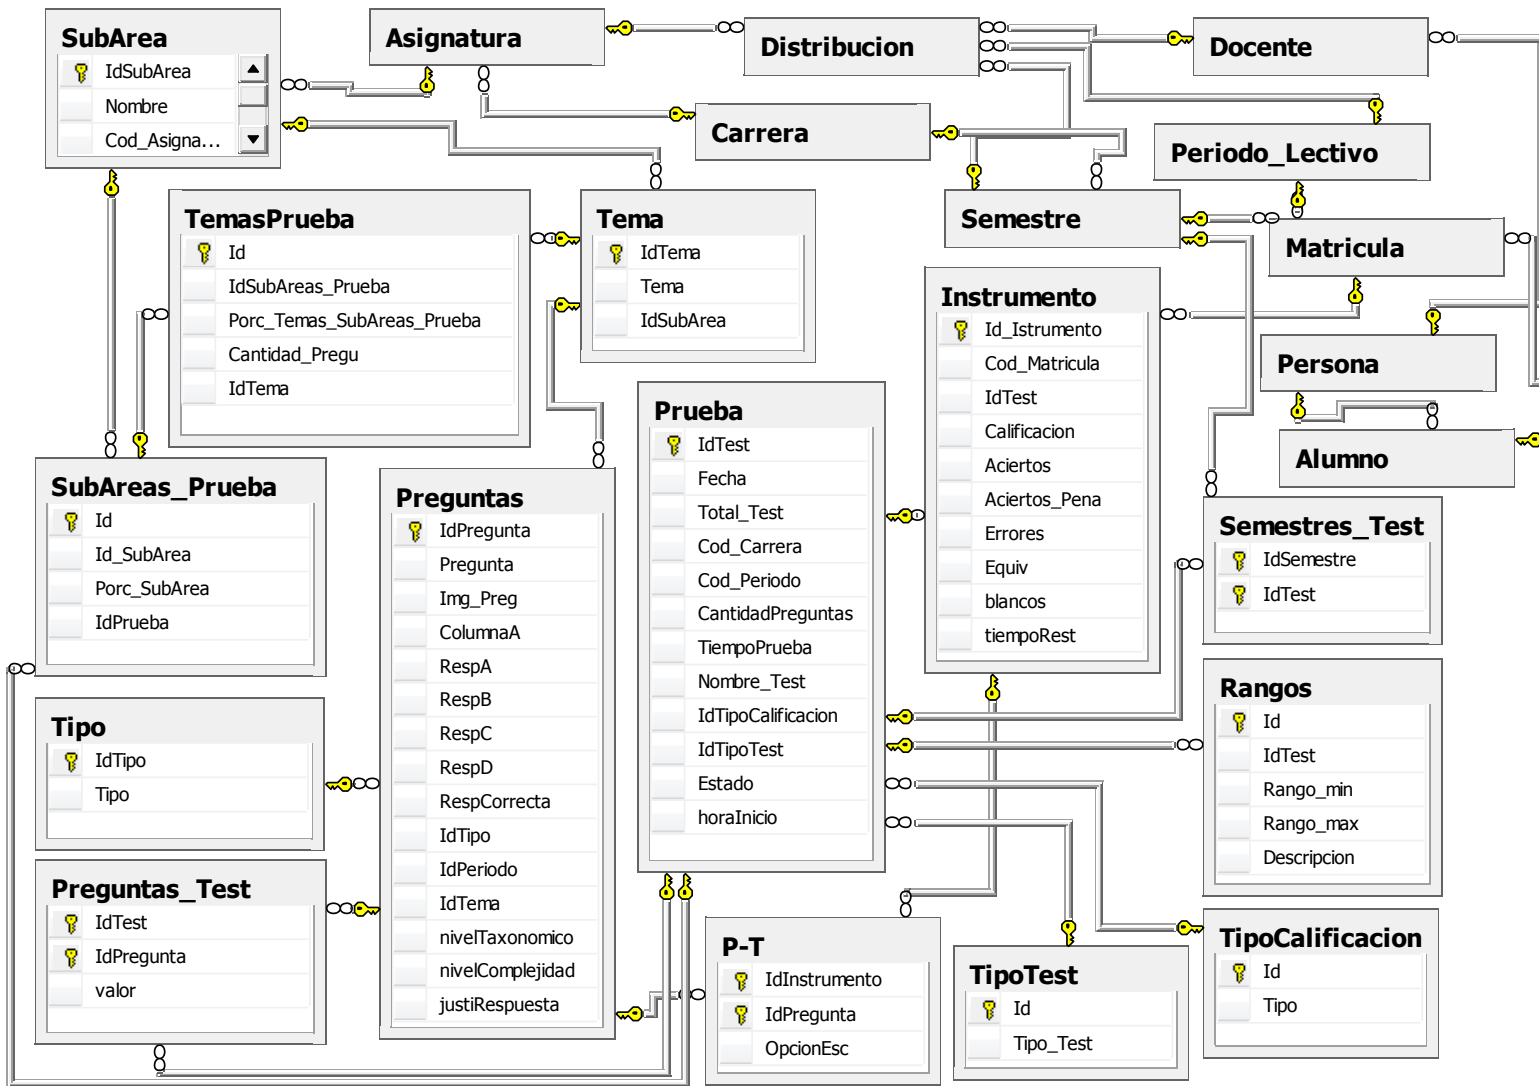 SubArea
IdSubArea
Nombre
Cod_Asigna...
Asignatura
Distribucion
Docente
Carrera
Periodo_Lectivo
TemasPrueba
Id
IdSubAreas_Prueba
Porc_Temas_SubAreas_Prueba
Cantidad_Pregu
IdTema
Tema
IdTema
Tema
IdSubArea
Semestre
Matricula
Instrumento
Id_Istrumento
Cod_Matricula
IdTest
Calificacion
Aciertos
Aciertos_Pena
Errores
Equiv
blancos
tiempoRest
Persona
Alumno
Prueba
IdTest
Fecha
Total_Test
Cod_Carrera
Cod_Periodo
CantidadPreguntas
TiempoPrueba
Nombre_Test
IdTipoCalificacion
IdTipoTest
Estado
horaInicio
SubAreas_Prueba
Id
Id_SubArea
Porc_SubArea
IdPrueba
Preguntas
IdPregunta
Pregunta
Img_Preg
ColumnaA
RespA
RespB
RespC
RespD
RespCorrecta
IdTipo
IdPeriodo
IdTema
nivelTaxonomico
nivelComplejidad
justiRespuesta
Semestres_Test
IdSemestre
IdTest
Rangos
Id
IdTest
Rango_min
Rango_max
Descripcion
Tipo
IdTipo
Tipo
Preguntas_Test
IdTest
IdPregunta
valor
P-T
IdInstrumento
IdPregunta
OpcionEsc
TipoTest
Id
Tipo_Test
TipoCalificacion
Id
Tipo